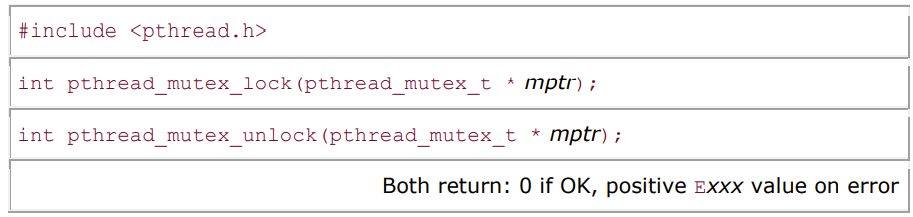 #include <pthread.h>
int pthread_mutex_lock(pthread_mutex_t * mptr);
int pthread_mutex_unlock(pthread_mutex_t * mptr);
Both return: 0 if OK, positive Exxx value on error